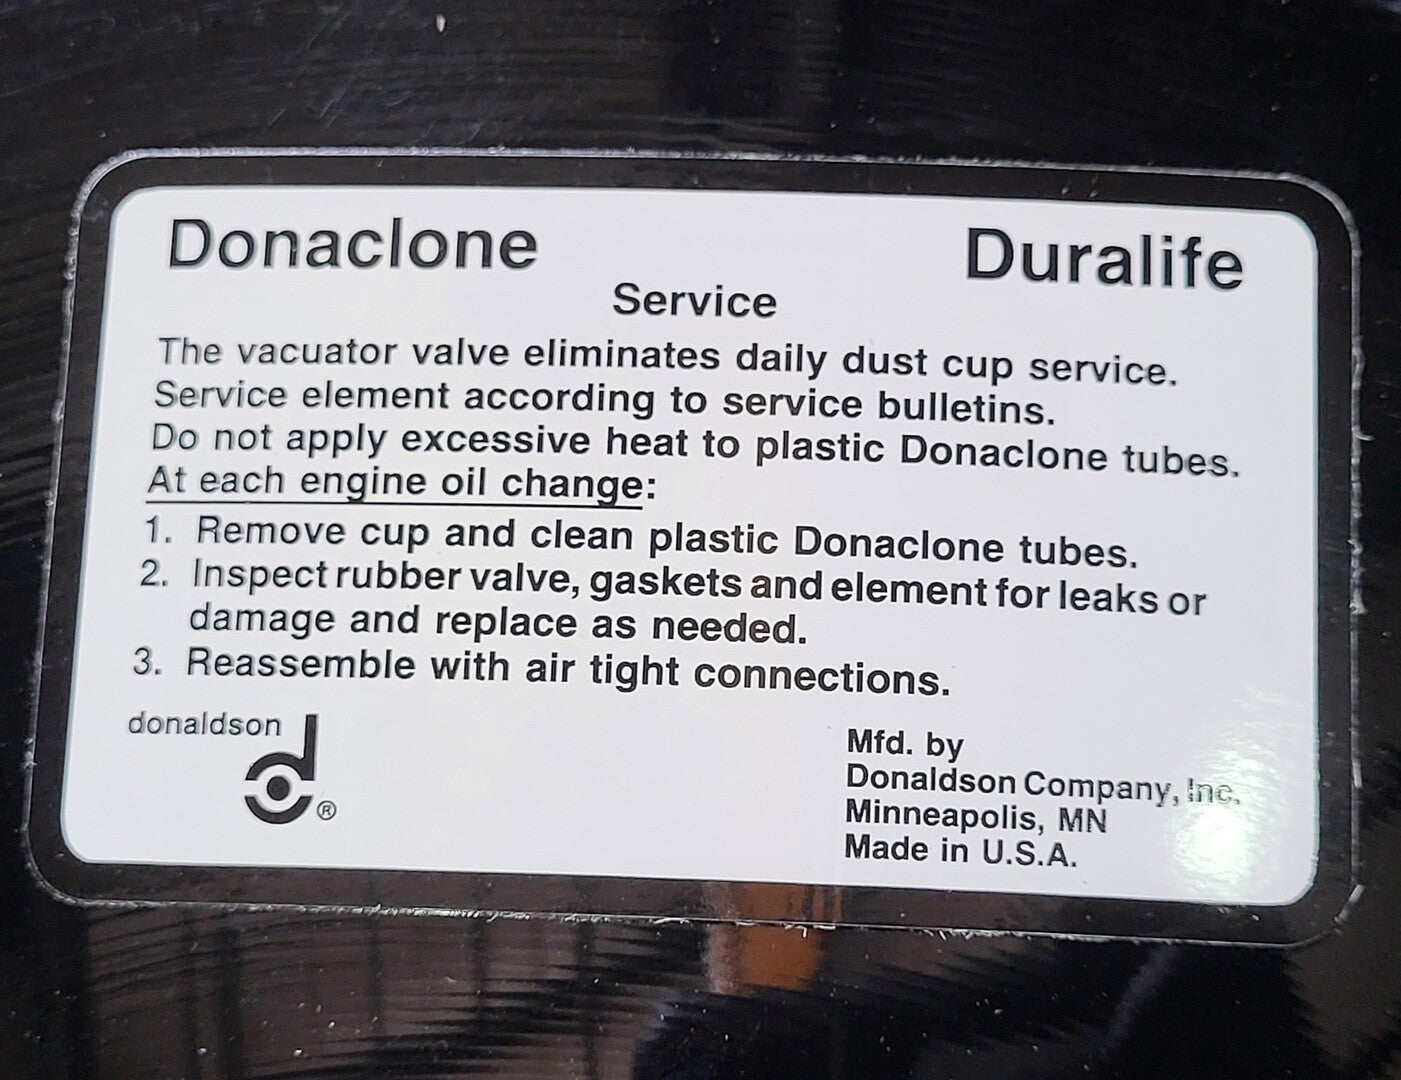 Donaclone Duralife
Service
The vacuator valve eliminates daily dust cup service.
Service element according to service bulletins.
Do not apply excessive heat to plastic Donaclone tubes.
At each engine oil change:
1. Remove cup and clean plastic Donaclone tubes.
2. Inspect rubber valve, gaskets and element for leaks or
damage and replace as needed.
3. Reassemble with air tight connections.
donaldson
®
Mfd. by
Donaldson Company, Inc.
Minneapolis, MN
Made in U.S.A.